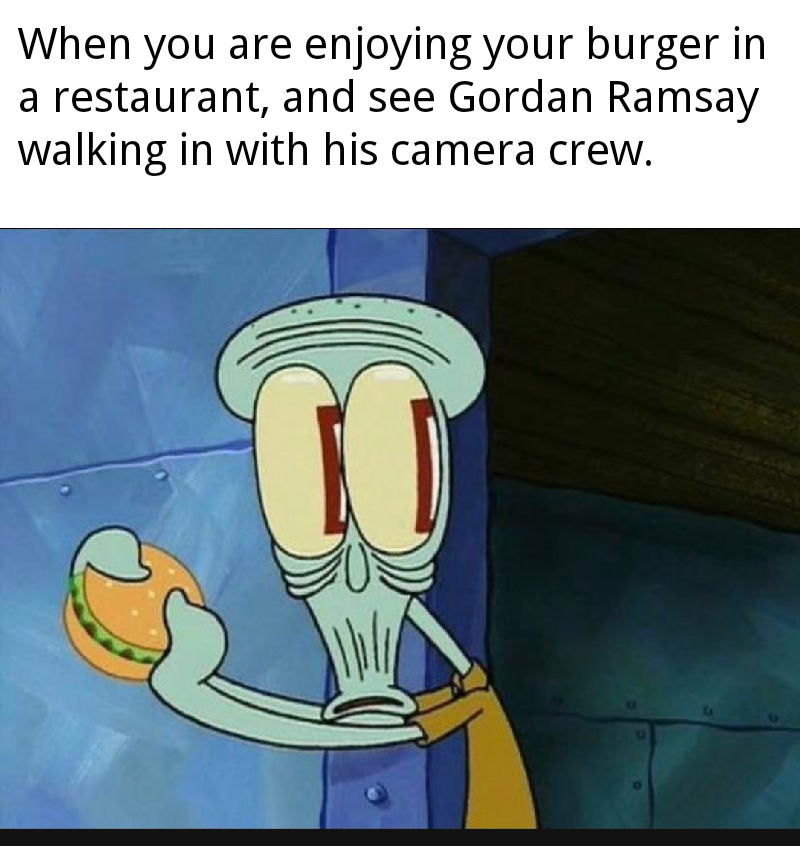 When you are enjoying your burger in
a restaurant, and see Gordan Ramsay
walking in with his camera crew.